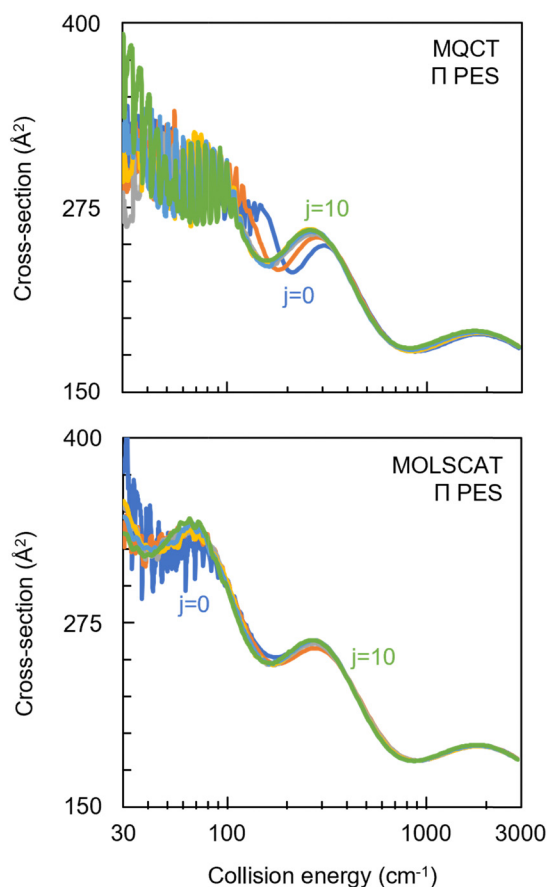 400
MQCT
Π PES
Cross-section (Å²)
275
j=10
j=0
150
400
MOLSCAT
Π PES
Cross-section (Å²)
275
j=0
j=10
150
30
100
1000
3000
Collision energy (cm⁻¹)